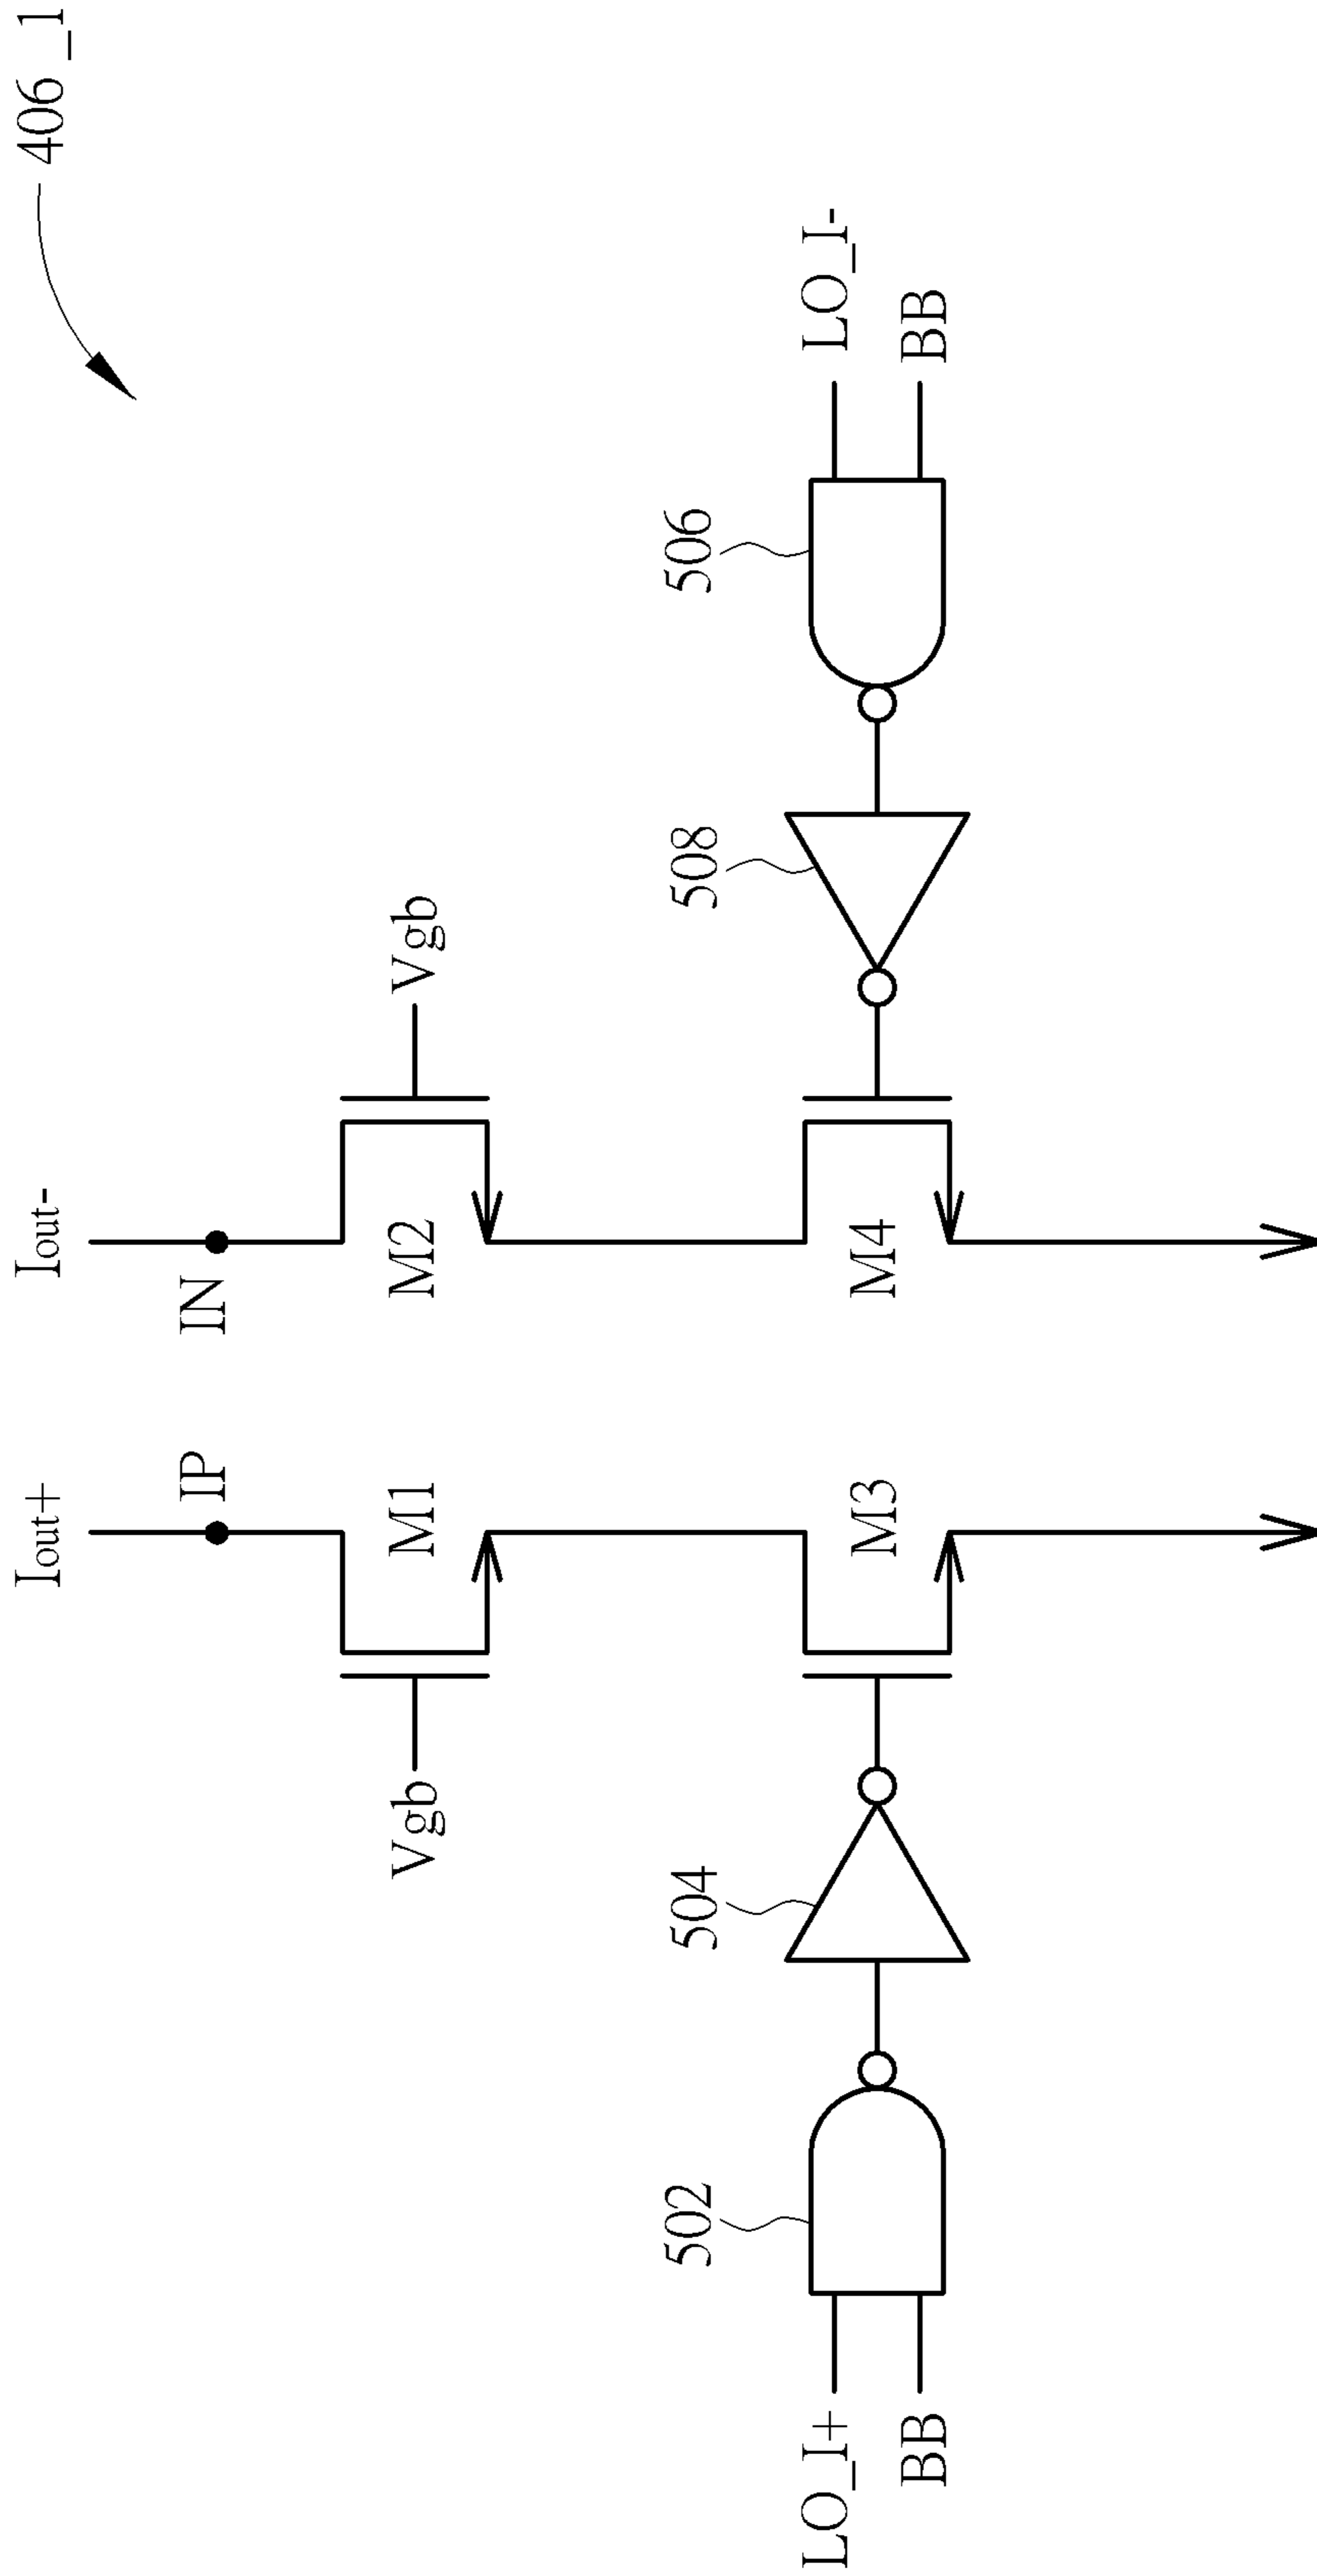 406_1
Iout+
Iout-
IP
IN
Vgb
M1
M2
Vgb
502
504
508
506
LO_I+
BB
M3
M4
LO_I-
BB